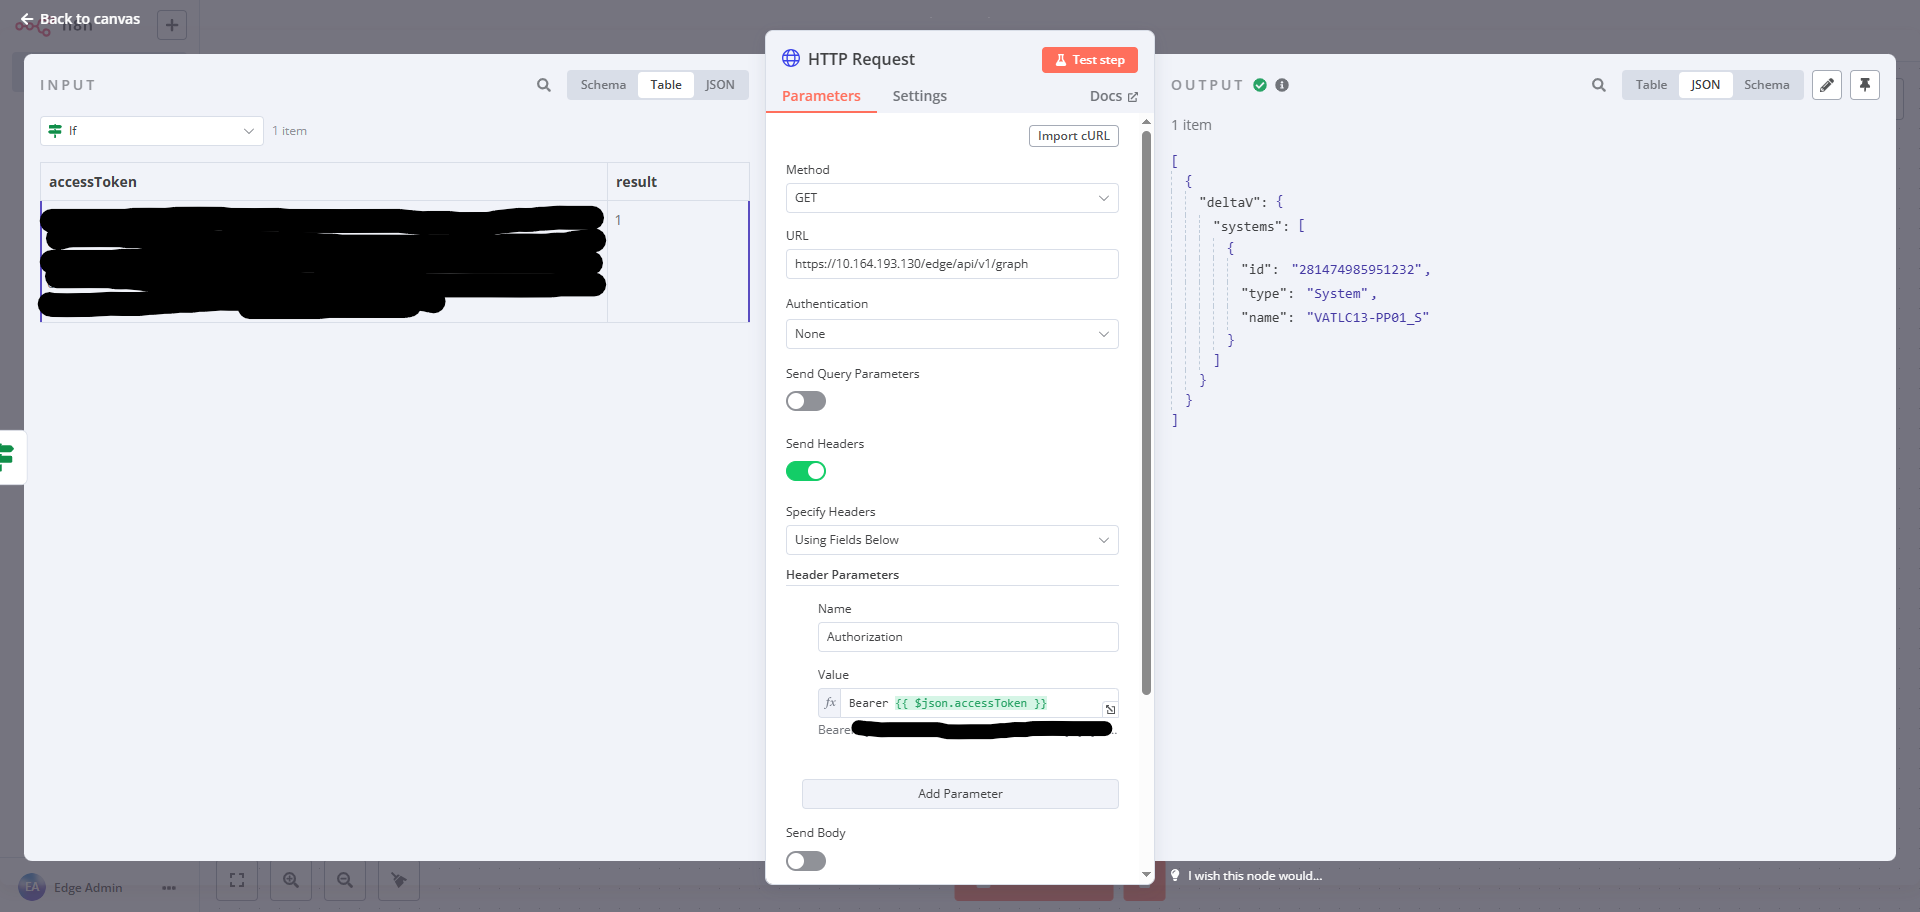 Back to canvas
n8n
INPUT
Schema
Table
JSON
If
1 item
accessToken
result
1
HTTP Request
Test step
Parameters
Settings
Docs
Import cURL
Method
GET
URL
https://10.164.193.130/edge/api/v1/graph
Authentication
None
Send Query Parameters
Send Headers
Specify Headers
Using Fields Below
Header Parameters
Name
Authorization
Value
fx Bearer {{ $json.accessToken }}
Bearer
Add Parameter
Send Body
OUTPUT
Table
JSON
Schema
1 item
[
{
"deltaV": {
"systems": [
{
"id": "281474985951232",
"type": "System",
"name": "VATLC13-PP01_S"
}
]
}
}
]
EA
Edge Admin
I wish this node would...